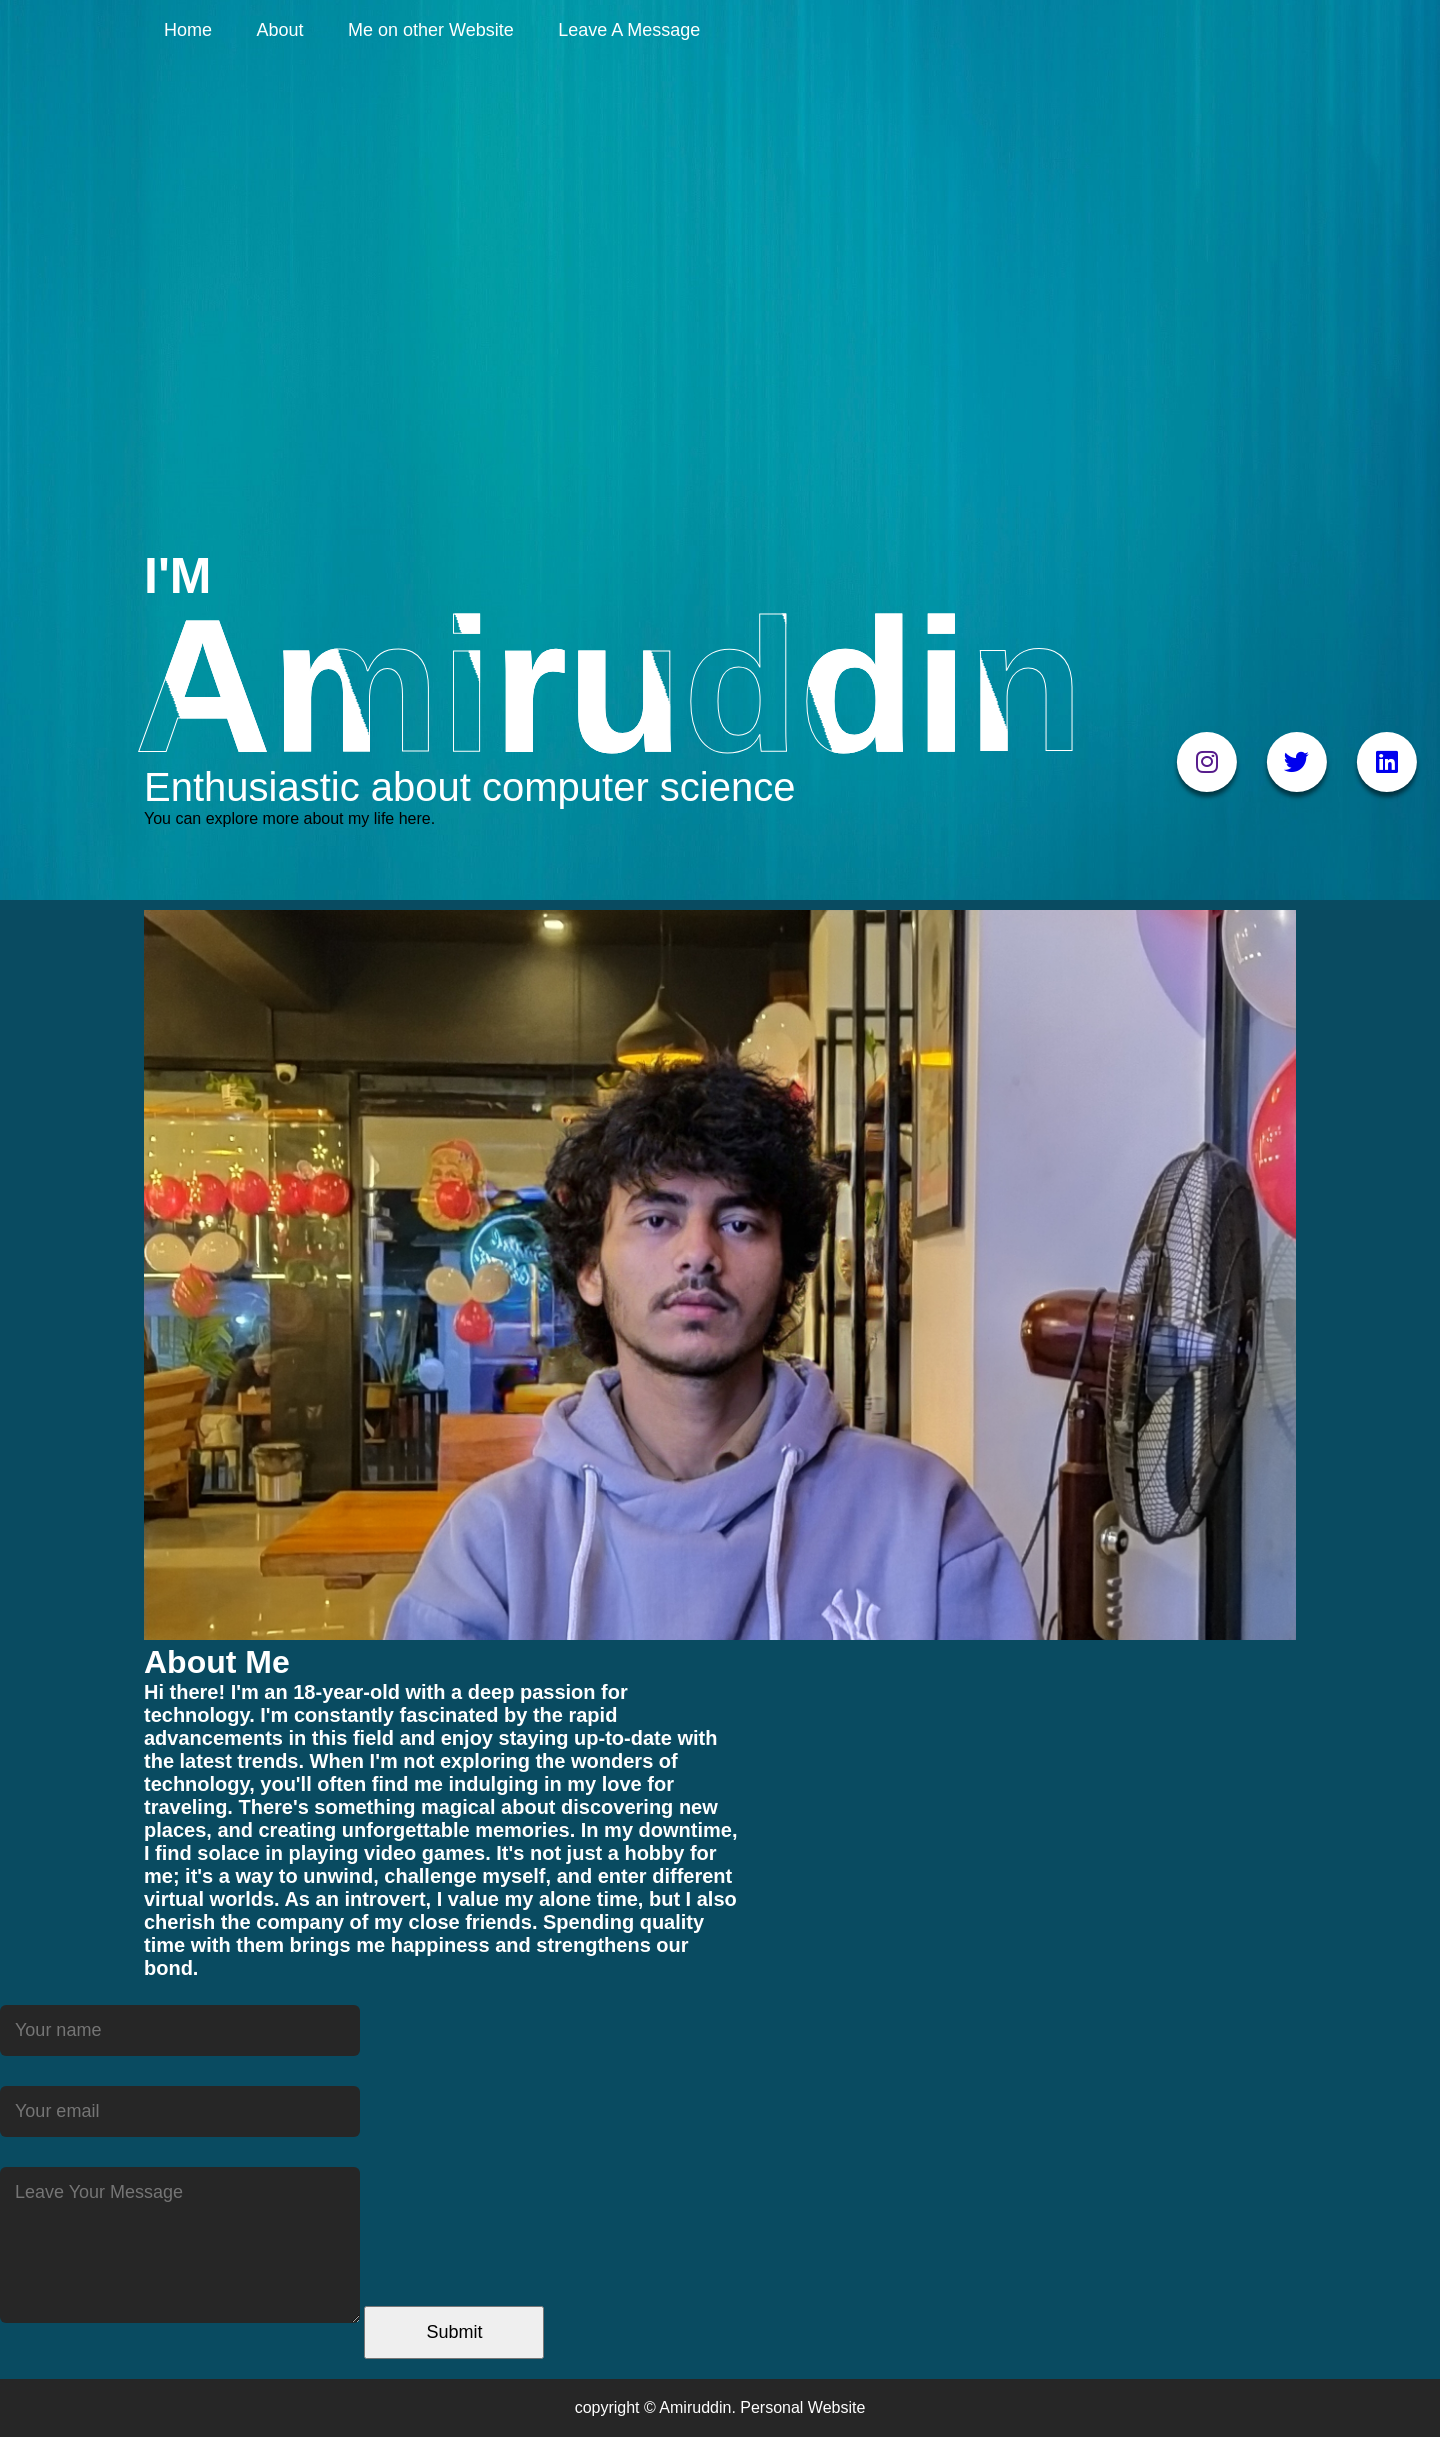 Home About Me on other Website Leave A Message
I'M
Amiruddin
Enthusiastic about computer science
You can explore more about my life here.
NY
About Me
Hi there! I'm an 18-year-old with a deep passion for
technology. I'm constantly fascinated by the rapid
advancements in this field and enjoy staying up-to-date with
the latest trends. When I'm not exploring the wonders of
technology, you'll often find me indulging in my love for
traveling. There's something magical about discovering new
places, and creating unforgettable memories. In my downtime,
I find solace in playing video games. It's not just a hobby for
me; it's a way to unwind, challenge myself, and enter different
virtual worlds. As an introvert, I value my alone time, but I also
cherish the company of my close friends. Spending quality
time with them brings me happiness and strengthens our
bond.
Your name
Your email
Leave Your Message
Submit
copyright © Amiruddin. Personal Website